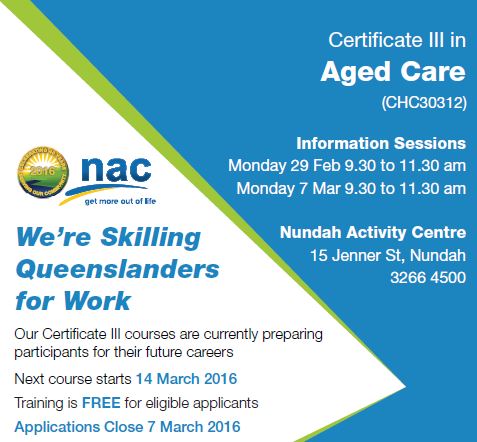 Certificate III in
Aged Care
(CHC30312)
Information Sessions
Monday 29 Feb 9.30 to 11.30 am
Monday 7 Mar 9.30 to 11.30 am
Nundah Activity Centre
15 Jenner St, Nundah
3266 4500
2016
nac
get more out of life
We're Skilling
Queenslanders
for Work
Our Certificate III courses are currently preparing
participants for their future careers
Next course starts 14 March 2016
Training is FREE for eligible applicants
Applications Close 7 March 2016